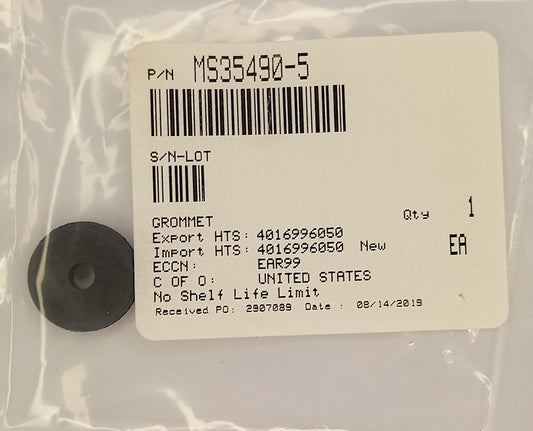 P/N MS35490-5
S/N-LOT
GROMMET Qty 1
Export HTS: 4016996050
Import HTS: 4016996050 New EA
ECCN: EAR99
C OF O: UNITED STATES
No Shelf Life Limit
Received PO: 2907089 Date : 08/14/2019